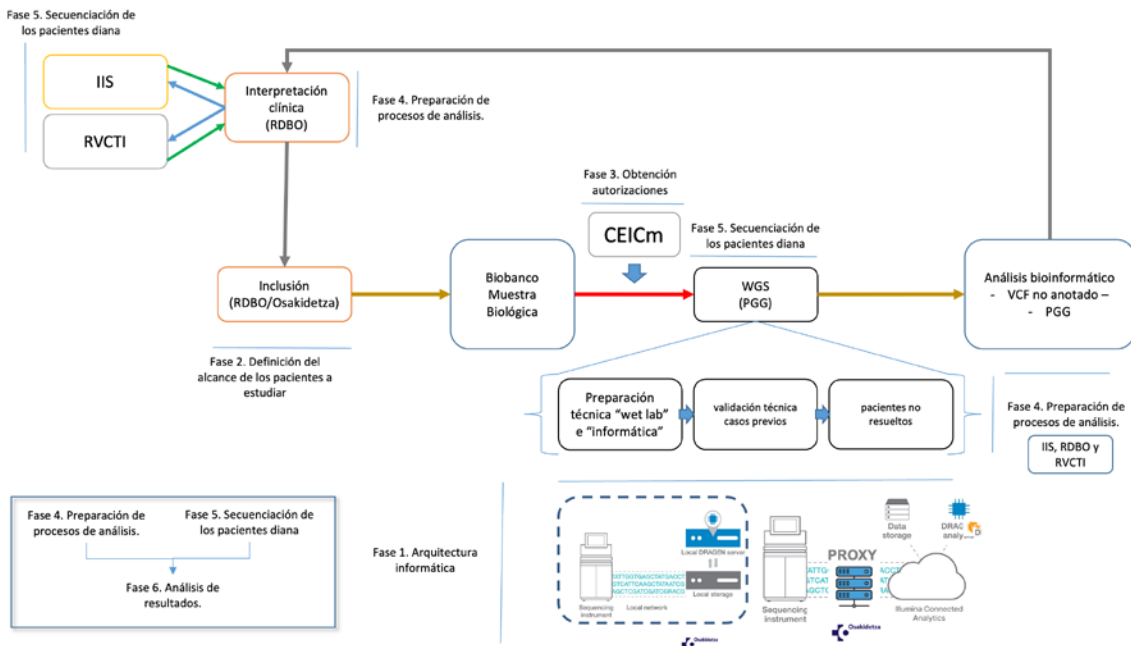 Fase 5. Secuenciación de
los pacientes diana
IIS
RVCTI
Interpretación
clínica
(RDBO)
Fase 4. Preparación de
procesos de análisis.
Fase 3. Obtención
autorizaciones
CEICm
Fase 5. Secuenciación de
los pacientes diana
Inclusión
(RDBO/Osakidetza)
Biobanco
Muestra
Biológica
WGS
(PGG)
Análisis bioinformático
- VCF no anotado –
- PGG
Fase 2. Definición del
alcance de los pacientes a
estudiar
Preparación
técnica “wet lab”
e “informática”
validación técnica
casos previos
pacientes no
resueltos
Fase 4. Preparación de
procesos de análisis.
IIS, RDBO y
RVCTI
Fase 4. Preparación de
procesos de análisis.
Fase 5. Secuenciación de
los pacientes diana
Fase 6. Análisis de
resultados.
Fase 1. Arquitectura
informática
Local DRAGEN server
Local storage
Sequencing
instrument
Local network
Osakidetza
Sequencing
instrument
PROXY
Osakidetza
Data
storage
DRAG
analy
Illumina Connected
Analytics